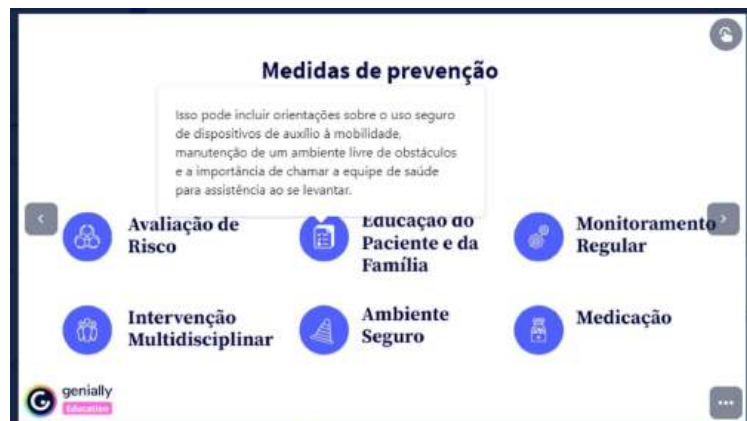 Medidas de prevenção
Isso pode incluir orientações sobre o uso seguro
de dispositivos de auxílio à mobilidade,
manutenção de um ambiente livre de obstáculos
e a importância de chamar a equipe de saúde
para assistência ao se levantar.
Avaliação de
Risco
Educação do
Paciente e da
Família
Monitoramento
Regular
Intervenção
Multidisciplinar
Ambiente
Seguro
Medicação
genially
Education